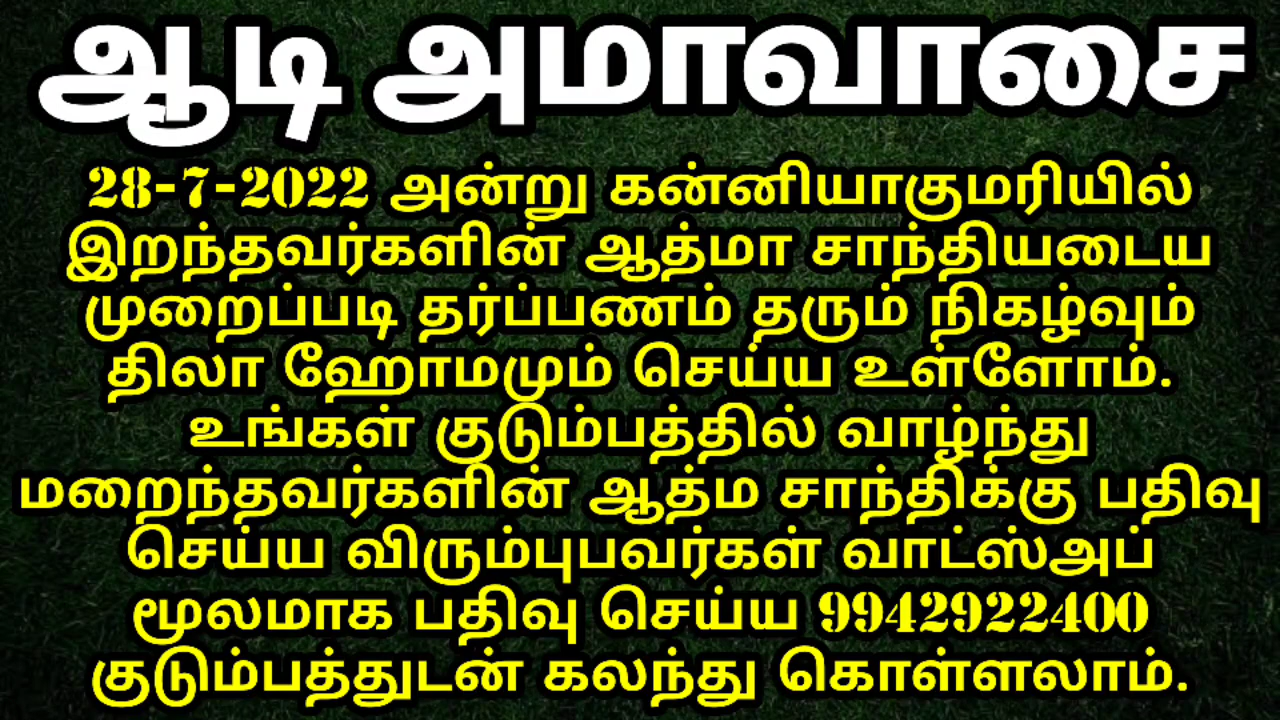 ஆடி அமாவாசை
28-7-2022 அன்று கன்னியாகுமரியில்
இறந்தவர்களின் ஆத்மா சாந்தியடைய
முறைப்படி தர்ப்பணம் தரும் நிகழ்வும்
திலா ஹோமமும் செய்ய உள்ளோம்.
உங்கள் குடும்பத்தில் வாழ்ந்து
மறைந்தவர்களின் ஆத்ம சாந்திக்கு பதிவு
செய்ய விரும்புபவர்கள் வாட்ஸ்அப்
மூலமாக பதிவு செய்ய 9942922400
குடும்பத்துடன் கலந்து கொள்ளலாம்.